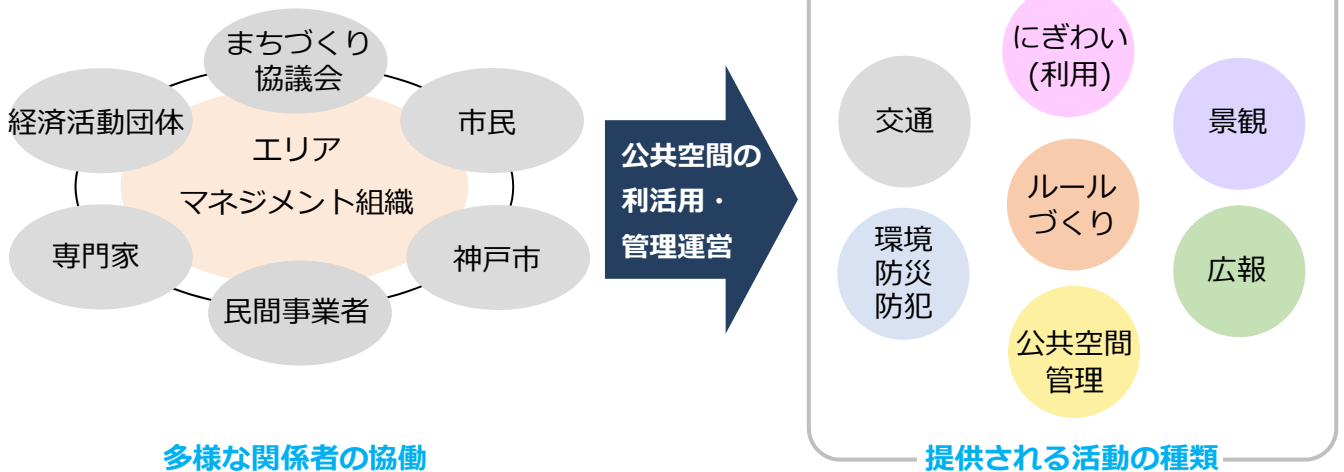 まちづくり
協議会
経済活動団体
市民
エリア
マネジメント組織
専門家
神戸市
民間事業者
多様な関係者の協働
公共空間の
利活用・
管理運営
にぎわい
(利用)
交通
景観
ルール
づくり
環境
防災
防犯
広報
公共空間
管理
提供される活動の種類